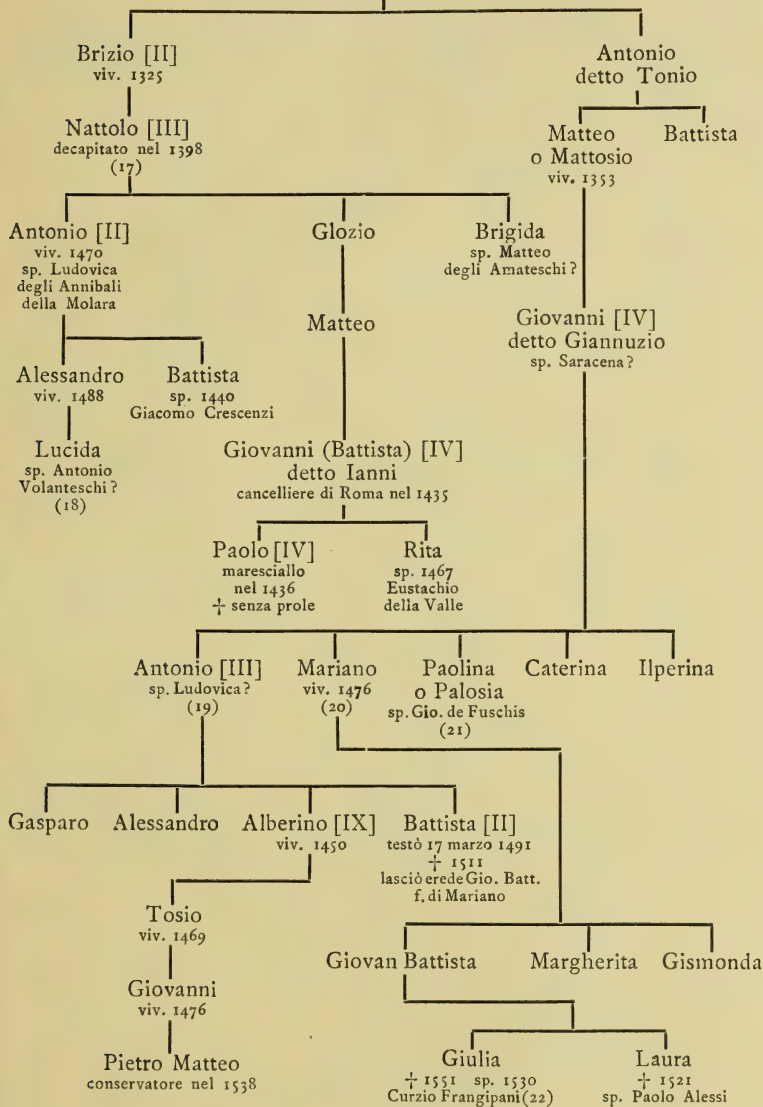 Brizio [II]
viv. 1325
Antonio
detto Tonio
Nattolo [III]
decapitato nel 1398
(17)
Matteo
o Mattosio
viv. 1353
Battista
Antonio [II]
viv. 1470
sp. Ludovica
degli Annibali
della Molara
Glozio
Brigida
sp. Matteo
degli Amateschi?
Matteo
Giovanni [IV]
detto Giannuzio
sp. Saracena?
Alessandro
viv. 1488
Battista
sp. 1440
Giacomo Crescenzi
Lucida
sp. Antonio
Volanteschi?
(18)
Giovanni (Battista) [IV]
detto Ianni
cancelliere di Roma nel 1435
Paolo [IV]
maresciallo
nel 1436
† senza prole
Rita
sp. 1467
Eustachio
della Valle
Antonio [III]
sp. Ludovica?
(19)
Mariano
viv. 1476
(20)
Paolina
o Palosia
sp. Gio. de Fuschis
(21)
Caterina
Ilperina
Gasparo
Alessandro
Alberino [IX]
viv. 1450
Battista [II]
testò 17 marzo 1491
† 1511
lasciò erede Gio. Batt.
f. di Mariano
Tosio
viv. 1469
Giovanni
viv. 1476
Pietro Matteo
conservatore nel 1538
Giovan Battista
Margherita
Gismonda
Giulia
† 1551 sp. 1530
Curzio Frangipani (22)
Laura
† 1521
sp. Paolo Alessi